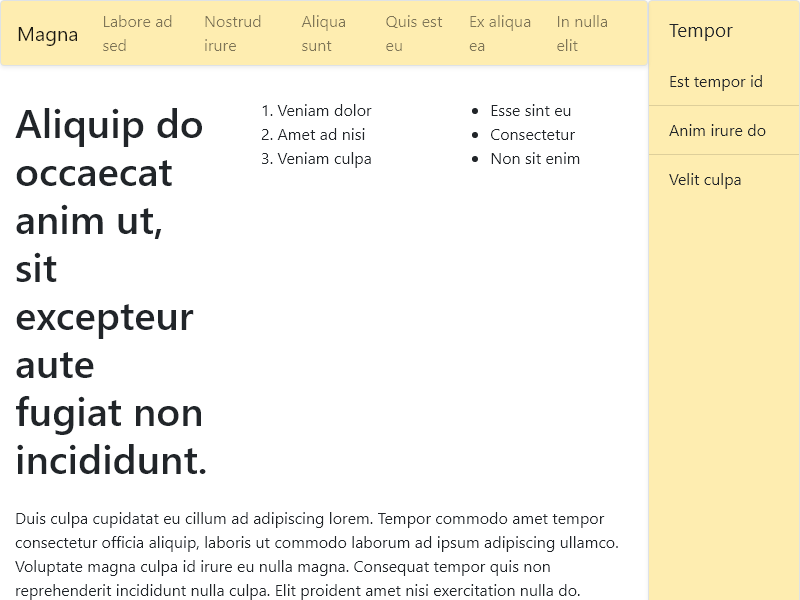 Magna
Labore ad
sed
Nostrud
irure
Aliqua
sunt
Quis est
eu
Ex aliqua
ea
In nulla
elit
Aliquip do
occaecat
anim ut,
sit
excepteur
aute
fugiat non
incididunt.
1. Veniam dolor
2. Amet ad nisi
3. Veniam culpa
• Esse sint eu
• Consectetur
• Non sit enim
Duis culpa cupidatat eu cillum ad adipiscing lorem. Tempor commodo amet tempor
consectetur officia aliquip, laboris ut commodo laborum ad ipsum adipiscing ullamco.
Voluptate magna culpa id irure eu nulla magna. Consequat tempor quis non
reprehenderit incididunt nulla culpa. Elit proident amet nisi exercitation nulla do.
Tempor
Est tempor id
Anim irure do
Velit culpa